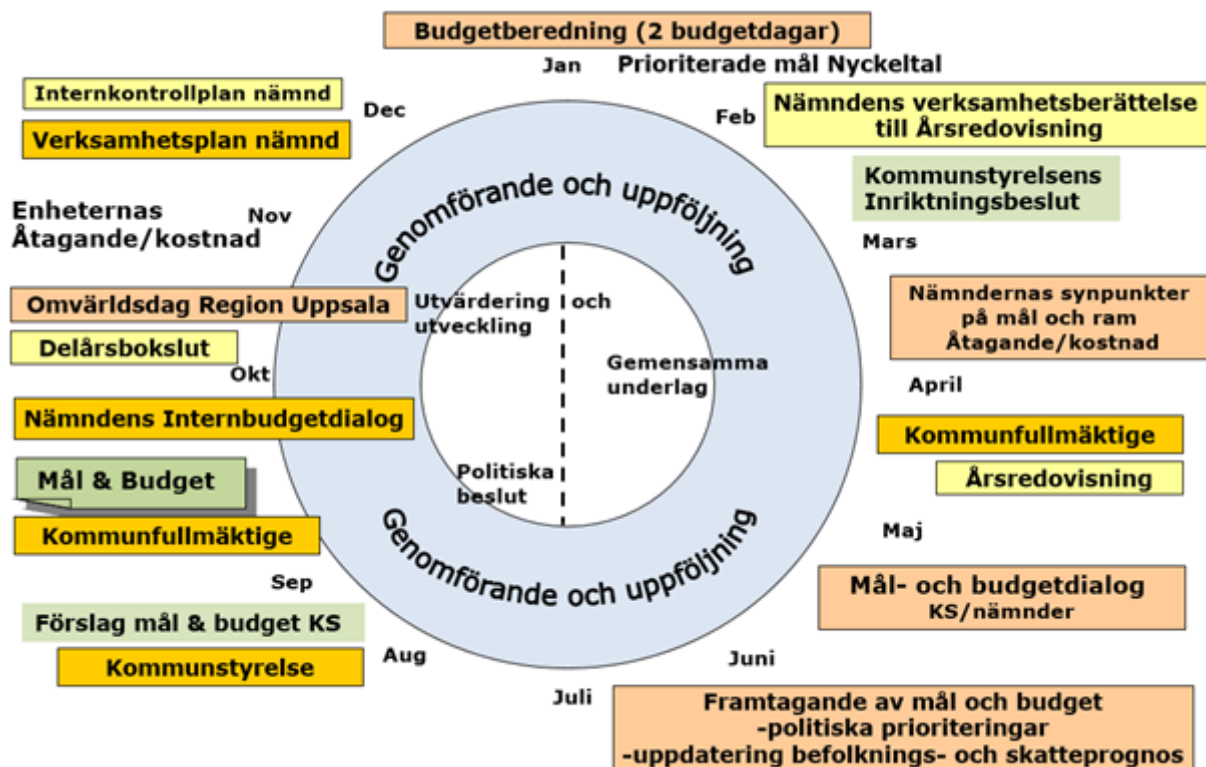 Budgetberedning (2 budgetdagar)
Jan
Prioriterade mål Nyckeltal
Feb
Nämndens verksamhetsberättelse
till Årsredovisning
Kommunstyrelsens
Inriktningsbeslut
Mars
Nämndernas synpunkter
på mål och ram
Åtagande/kostnad
April
Kommunfullmäktige
Årsredovisning
Maj
Mål- och budgetdialog
KS/nämnder
Juni
Framtagande av mål och budget
-politiska prioriteringar
-uppdatering befolknings- och skatteprognos
Juli
Aug
Förslag mål & budget KS
Kommunstyrelse
Sep
Mål & Budget
Kommunfullmäktige
Nämndens Internbudgetdialog
Okt
Delårsbokslut
Omvärldsdag Region Uppsala
Enheternas
Åtagande/kostnad
Nov
Internkontrollplan nämnd
Verksamhetsplan nämnd
Dec
Genomförande och uppföljning
Utvärdering och
utveckling
Gemensamma
underlag
Politiska
beslut
Genomförande och uppföljning